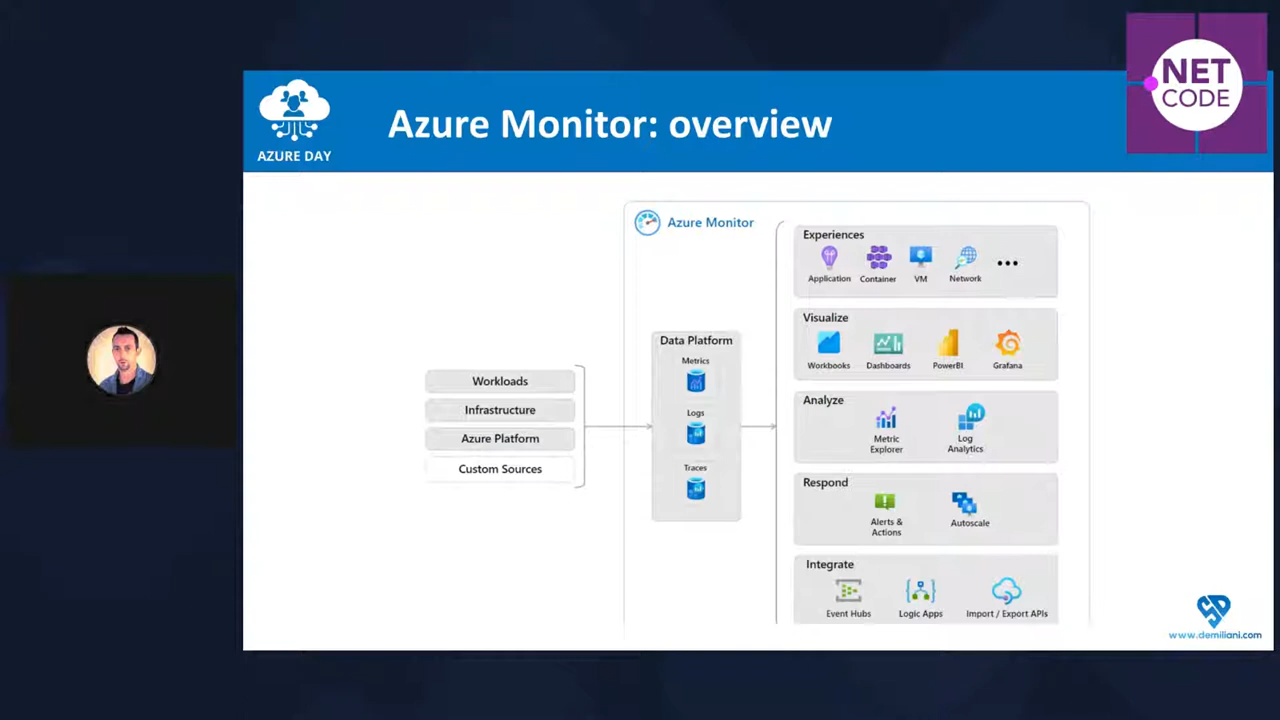 NET
CODE
AZURE DAY
Azure Monitor: overview
Azure Monitor
Workloads
Infrastructure
Azure Platform
Custom Sources
Data Platform
Metrics
Logs
Traces
Experiences
Application
Container
VM
Network
•••
Visualize
Workbooks
Dashboards
PowerBI
Grafana
Analyze
Metric
Explorer
Log
Analytics
Respond
Alerts &
Actions
Autoscale
Integrate
Event Hubs
Logic Apps
Import / Export APIs
SD
www.demiliani.com